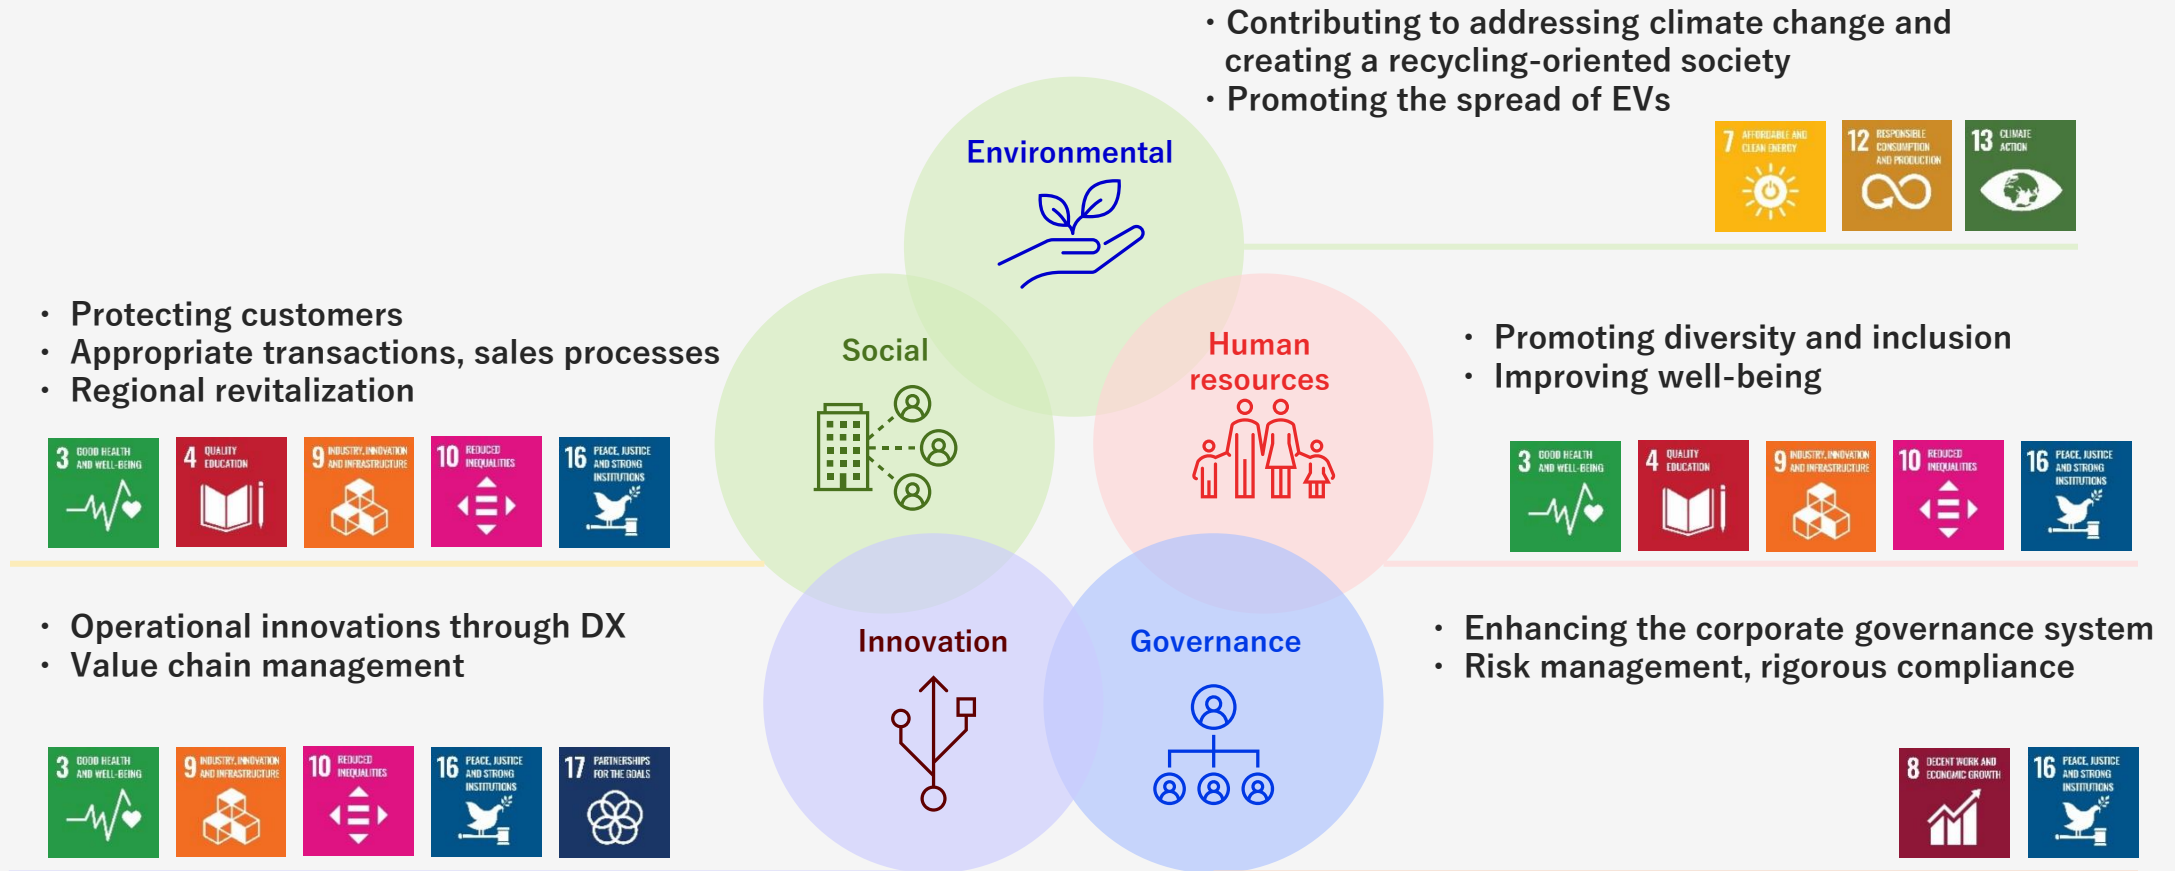 ・Contributing to addressing climate change and
creating a recycling-oriented society
・Promoting the spread of EVs
7 AFFORDABLE AND
CLEAN ENERGY
12 RESPONSIBLE
CONSUMPTION
AND PRODUCTION
13 CLIMATE
ACTION
Environmental
・ Protecting customers
・ Appropriate transactions, sales processes
・ Regional revitalization
3 GOOD HEALTH
AND WELL-BEING
4 QUALITY
EDUCATION
9 INDUSTRY, INNOVATION
AND INFRASTRUCTURE
10 REDUCED
INEQUALITIES
16 PEACE, JUSTICE
AND STRONG
INSTITUTIONS
Social
Human
resources
・ Promoting diversity and inclusion
・ Improving well-being
3 GOOD HEALTH
AND WELL-BEING
4 QUALITY
EDUCATION
9 INDUSTRY, INNOVATION
AND INFRASTRUCTURE
10 REDUCED
INEQUALITIES
16 PEACE, JUSTICE
AND STRONG
INSTITUTIONS
・ Operational innovations through DX
・ Value chain management
3 GOOD HEALTH
AND WELL-BEING
9 INDUSTRY, INNOVATION
AND INFRASTRUCTURE
10 REDUCED
INEQUALITIES
16 PEACE, JUSTICE
AND STRONG
INSTITUTIONS
17 PARTNERSHIPS
FOR THE GOALS
Innovation
Governance
・ Enhancing the corporate governance system
・ Risk management, rigorous compliance
8 DECENT WORK AND
ECONOMIC GROWTH
16 PEACE, JUSTICE
AND STRONG
INSTITUTIONS